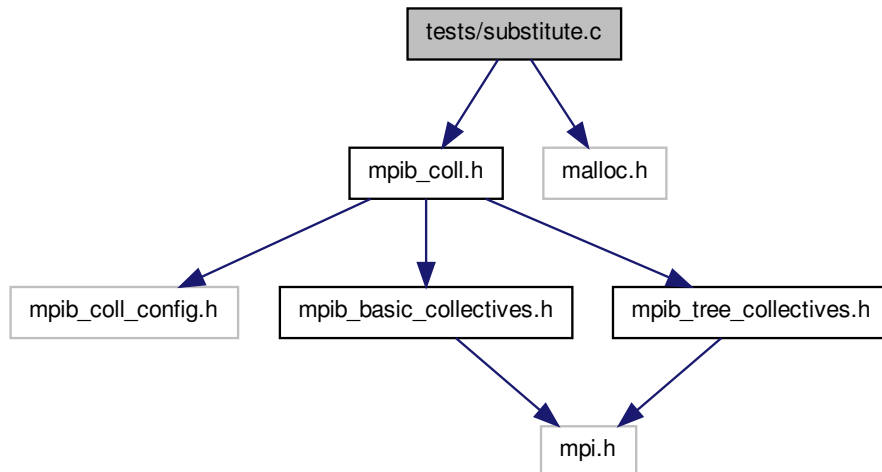 tests/substitute.c
mpib_coll.h
malloc.h
mpib_coll_config.h
mpib_basic_collectives.h
mpib_tree_collectives.h
mpi.h